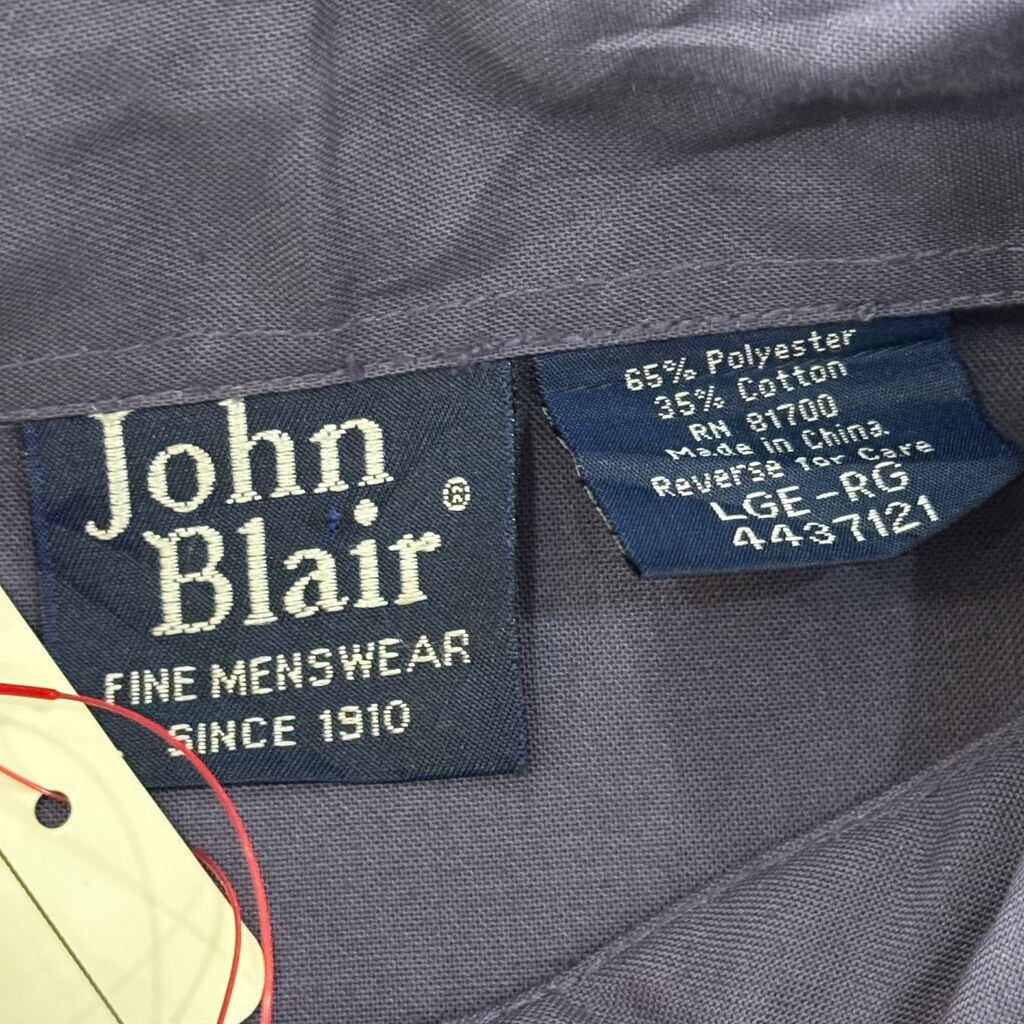 John
Blair ®
FINE MENSWEAR
SINCE 1910
65% Polyester
35% Cotton
RN 81700
Made in China
Reverse for Care
LGE-RG
4437121